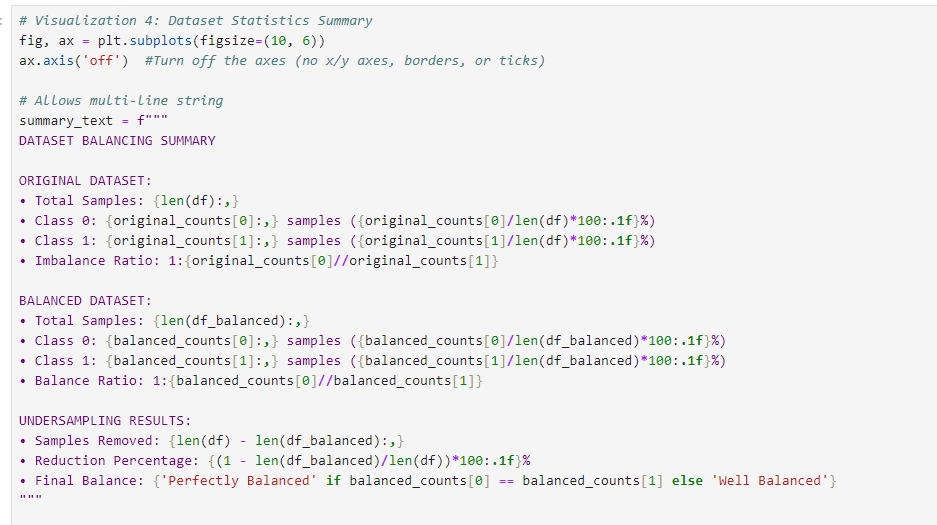 # Visualization 4: Dataset Statistics Summary
fig, ax = plt.subplots(figsize=(10, 6))
ax.axis('off')  #Turn off the axes (no x/y axes, borders, or ticks)

# Allows multi-line string
summary_text = f"""
DATASET BALANCING SUMMARY

ORIGINAL DATASET:
• Total Samples: {len(df):,}
• Class 0: {original_counts[0]:,} samples ({original_counts[0]/len(df)*100:.1f}%)
• Class 1: {original_counts[1]:,} samples ({original_counts[1]/len(df)*100:.1f}%)
• Imbalance Ratio: 1:{original_counts[0]//original_counts[1]}

BALANCED DATASET:
• Total Samples: {len(df_balanced):,}
• Class 0: {balanced_counts[0]:,} samples ({balanced_counts[0]/len(df_balanced)*100:.1f}%)
• Class 1: {balanced_counts[1]:,} samples ({balanced_counts[1]/len(df_balanced)*100:.1f}%)
• Balance Ratio: 1:{balanced_counts[0]//balanced_counts[1]}

UNDERSAMPLING RESULTS:
• Samples Removed: {len(df) - len(df_balanced):,}
• Reduction Percentage: {(1 - len(df_balanced)/len(df))*100:.1f}%
• Final Balance: {'Perfectly Balanced' if balanced_counts[0] == balanced_counts[1] else 'Well Balanced'}
"""